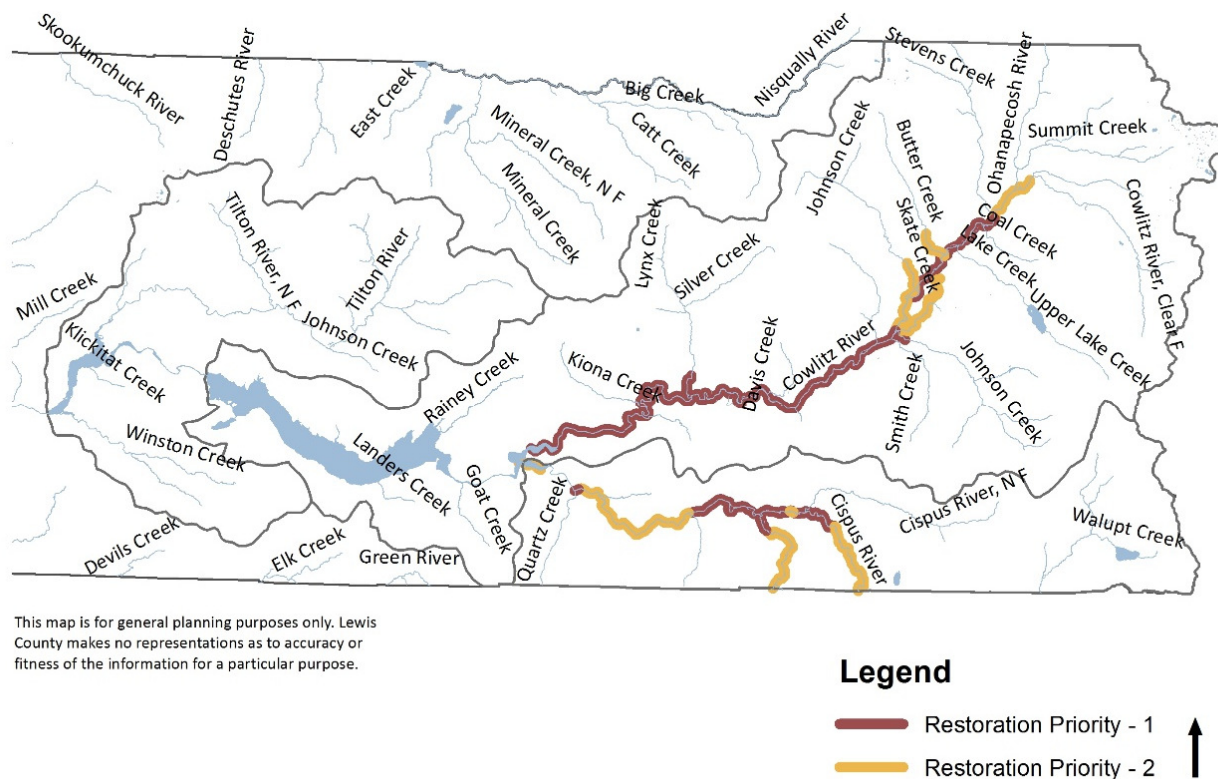 Skookumchuck River
Deschutes River
East Creek
Big Creek
Nisqually River
Stevens Creek
Ohanapecosh River
Summit Creek
Mineral Creek, N F
Catt Creek
Johnson Creek
Butter Creek
Mineral Creek
Tilton River, N F
Tilton River
Lynx Creek
Silver Creek
Skate Creek
Coal Creek
Lake Creek
Cowlitz River, Clear F
Mill Creek
Klickitat Creek
Johnson Creek
Rainey Creek
Kiona Creek
Davis Creek
Cowlitz River
Upper Lake Creek
Smith Creek
Johnson Creek
Winston Creek
Landers Creek
Goat Creek
Quartz Creek
Cispus River
Cispus River, N F
Walupt Creek
Devils Creek
Elk Creek
Green River
This map is for general planning purposes only. Lewis
County makes no representations as to accuracy or
fitness of the information for a particular purpose.
Legend
Restoration Priority - 1
Restoration Priority - 2